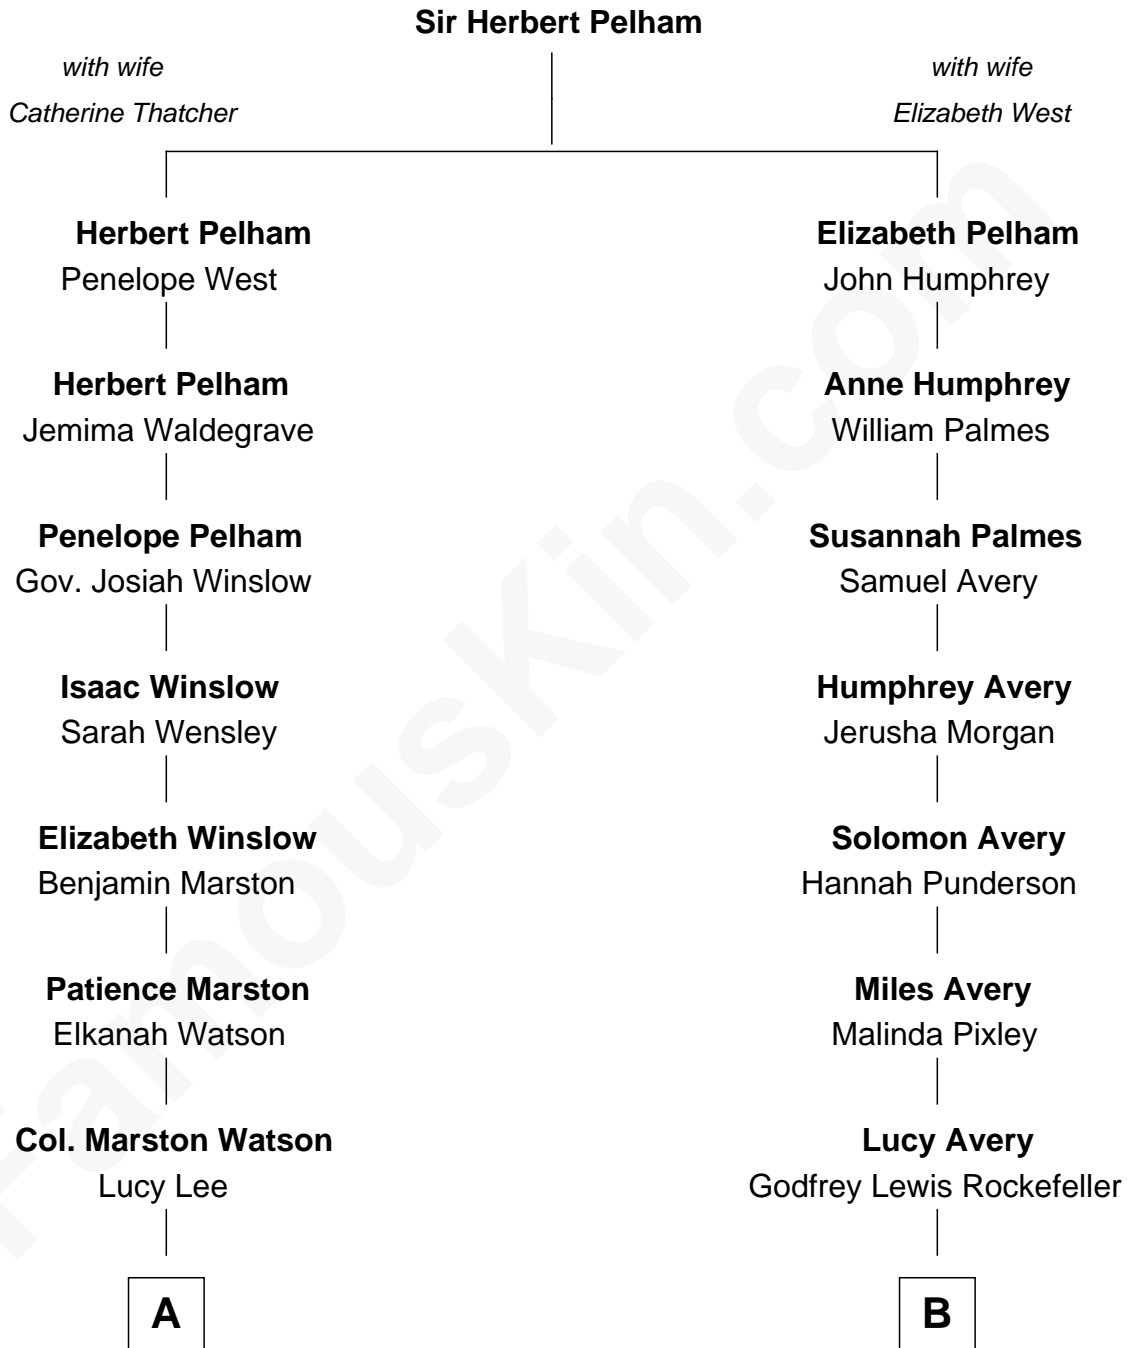 Sir Herbert Pelham
with wife
Catherine Thatcher
with wife
Elizabeth West
Herbert Pelham
Penelope West
Elizabeth Pelham
John Humphrey
Herbert Pelham
Jemima Waldegrave
Anne Humphrey
William Palmes
Penelope Pelham
Gov. Josiah Winslow
Susannah Palmes
Samuel Avery
Isaac Winslow
Sarah Wensley
Humphrey Avery
Jerusha Morgan
Elizabeth Winslow
Benjamin Marston
Solomon Avery
Hannah Punderson
Patience Marston
Elkanah Watson
Miles Avery
Malinda Pixley
Col. Marston Watson
Lucy Lee
Lucy Avery
Godfrey Lewis Rockefeller
A
B
FamousKin.com